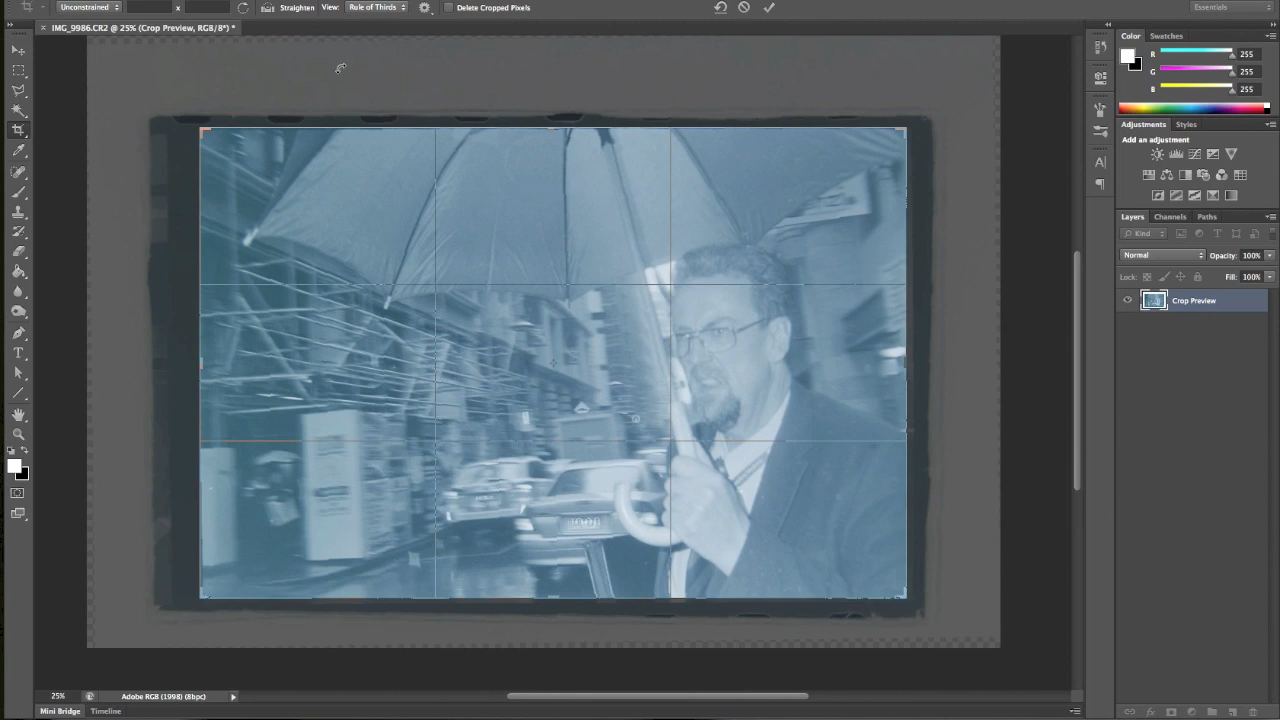 Unconstrained x Straighten View: Rule of Thirds Delete Cropped Pixels Essentials
× IMG_9986.CR2 @ 25% (Crop Preview, RGB/8*) *
Color Swatches
R 255
G 255
B 255
Adjustments Styles
Add an adjustment
Layers Channels Paths
Kind
Normal Opacity: 100%
Lock: Fill: 100%
Crop Preview
25% Adobe RGB (1998) (8bpc)
Mini Bridge Timeline